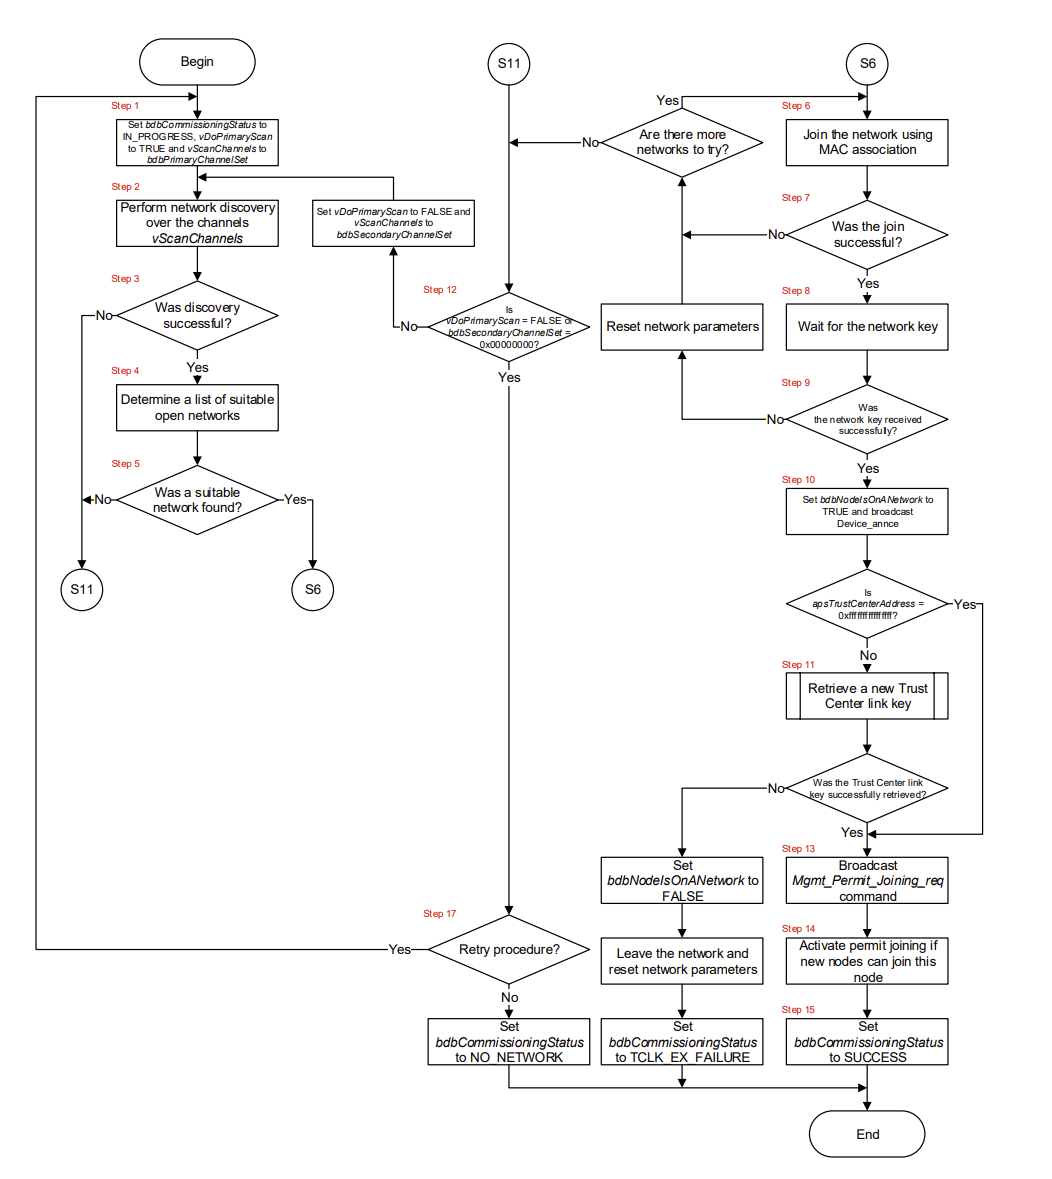 Begin
Step 1
Set bdbCommissioningStatus to
IN_PROGRESS, vDoPrimaryScan
to TRUE and vScanChannels to
bdbPrimaryChannelSet
Step 2
Perform network discovery
over the channels
vScanChannels
Step 3
Was discovery
successful?
No
Yes
Step 4
Determine a list of suitable
open networks
Step 5
Was a suitable
network found?
No
Yes
S11
S6
S11
Set vDoPrimaryScan to FALSE and
vScanChannels to
bdbSecondaryChannelSet
Step 12
Is
vDoPrimaryScan = FALSE or
bdbSecondaryChannelSet =
0x00000000?
No
Yes
Step 17
Retry procedure?
Yes
No
Set
bdbCommissioningStatus
to NO_NETWORK
S6
Yes
Are there more
networks to try?
No
Step 6
Join the network using
MAC association
Step 7
Was the join
successful?
No
Yes
Reset network parameters
Step 8
Wait for the network key
Step 9
Was
the network key received
successfully?
No
Yes
Step 10
Set bdbNodeIsOnANetwork to
TRUE and broadcast
Device_annce
Is
apsTrustCenterAddress =
0xffffffffffffffff?
Yes
No
Step 11
Retrieve a new Trust
Center link key
Was the Trust Center link
key successfully retrieved?
No
Yes
Set
bdbNodeIsOnANetwork to
FALSE
Leave the network and
reset network parameters
Set
bdbCommissioningStatus
to TCLK_EX_FAILURE
Step 13
Broadcast
Mgmt_Permit_Joining_req
command
Step 14
Activate permit joining if
new nodes can join this
node
Step 15
Set
bdbCommissioningStatus
to SUCCESS
End